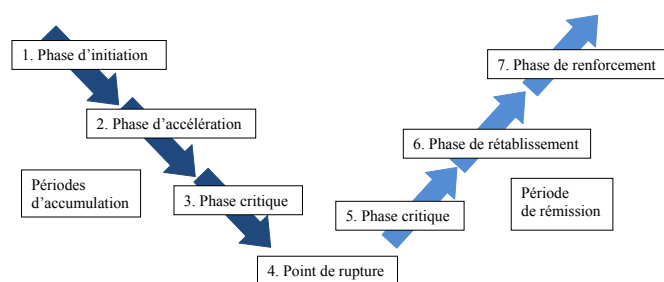 1. Phase d'initiation
2. Phase d'accélération
Périodes
d'accumulation
3. Phase critique
4. Point de rupture
5. Phase critique
6. Phase de rétablissement
7. Phase de renforcement
Période
de rémission